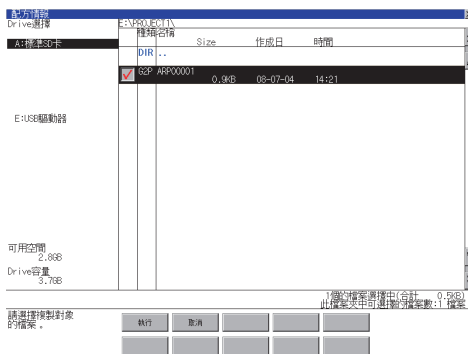 配方情報
Drive選擇
E:\PROJECT1\
A:標準SD卡
種類 名稱
Size 作成日 時間
DIR ..
G2P ARP00001
0.9KB 08-07-04 14:21
E:USB驅動器
可用空間
2.8GB
Drive容量
3.7GB
1個的檔案選擇中(合計 0.5KB)
此檔案夾中可選擇的檔案數:1 檔案
請選擇複製對象
的檔案。
執行 取消